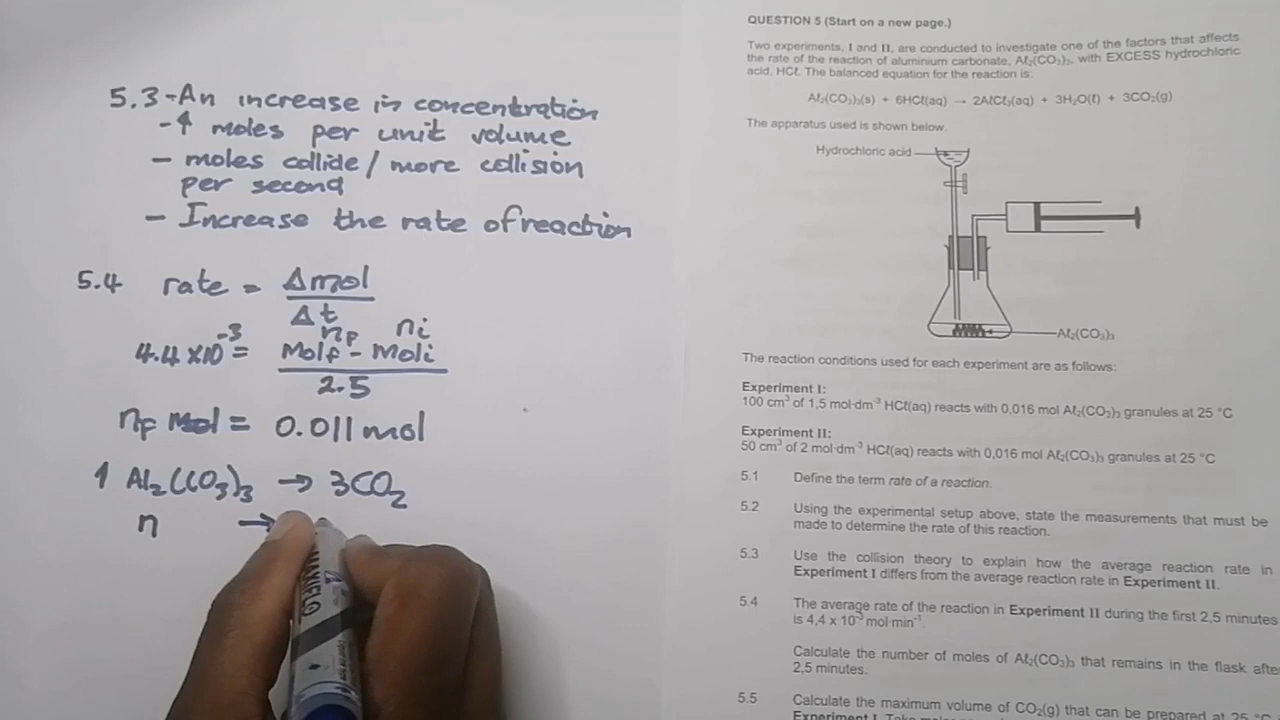 5.3 - An increase in concentration
- ↑ moles per unit volume
- moles collide / more collision
per second
- Increase the rate of reaction
5.4 rate = Δmol
Δt
np ni
4.4 x10⁻³ = Molf - Moli
2.5
np Mol = 0.011 mol
1 Al₂(CO₃)₃ → 3CO₂
n →
QUESTION 5 (Start on a new page.)
Two experiments, I and II, are conducted to investigate one of the factors that affects
the rate of the reaction of aluminium carbonate, Aℓ₂(CO₃)₃, with EXCESS hydrochloric
acid, HCℓ. The balanced equation for the reaction is:
Aℓ₂(CO₃)₃(s) + 6HCℓ(aq) → 2AℓCℓ₃(aq) + 3H₂O(ℓ) + 3CO₂(g)
The apparatus used is shown below.
Hydrochloric acid
Aℓ₂(CO₃)₃
The reaction conditions used for each experiment are as follows:
Experiment I:
100 cm³ of 1,5 mol·dm⁻³ HCℓ(aq) reacts with 0,016 mol Aℓ₂(CO₃)₃ granules at 25 °C
Experiment II:
50 cm³ of 2 mol·dm⁻³ HCℓ(aq) reacts with 0,016 mol Aℓ₂(CO₃)₃ granules at 25 °C
5.1 Define the term rate of a reaction.
5.2 Using the experimental setup above, state the measurements that must be
made to determine the rate of this reaction.
5.3 Use the collision theory to explain how the average reaction rate in
Experiment I differs from the average reaction rate in Experiment II.
5.4 The average rate of the reaction in Experiment II during the first 2,5 minutes
is 4,4 x 10⁻³ mol·min⁻¹.
Calculate the number of moles of Aℓ₂(CO₃)₃ that remains in the flask after
2,5 minutes.
5.5 Calculate the maximum volume of CO₂(g) that can be prepared at 25 °C
Experiment I. Take